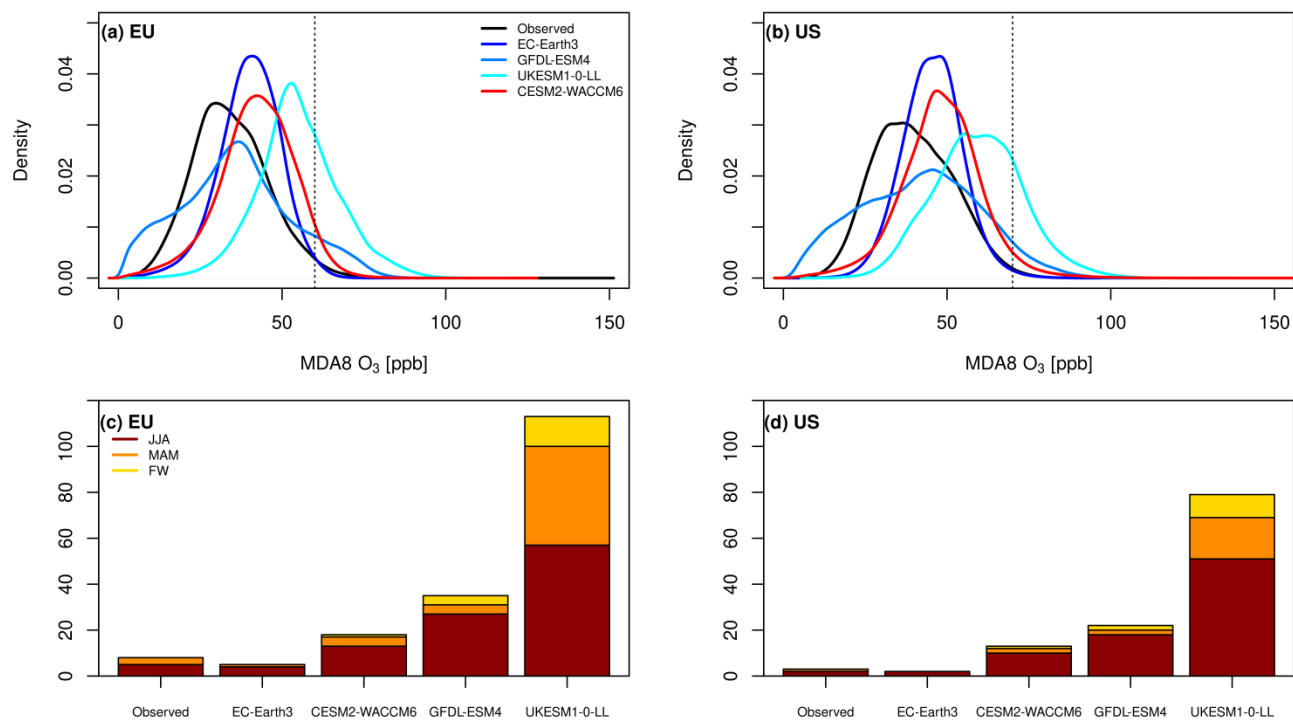 (a) EU
Observed
EC-Earth3
GFDL-ESM4
UKESM1-0-LL
CESM2-WACCM6
Density
0.04
0.02
0.00
0 50 100 150
MDA8 O₃ [ppb]
(b) US
Density
0.04
0.02
0.00
0 50 100 150
MDA8 O₃ [ppb]
(c) EU
JJA
MAM
FW
100
80
60
40
20
0
Observed EC-Earth3 CESM2-WACCM6 GFDL-ESM4 UKESM1-0-LL
(d) US
100
80
60
40
20
0
Observed EC-Earth3 CESM2-WACCM6 GFDL-ESM4 UKESM1-0-LL